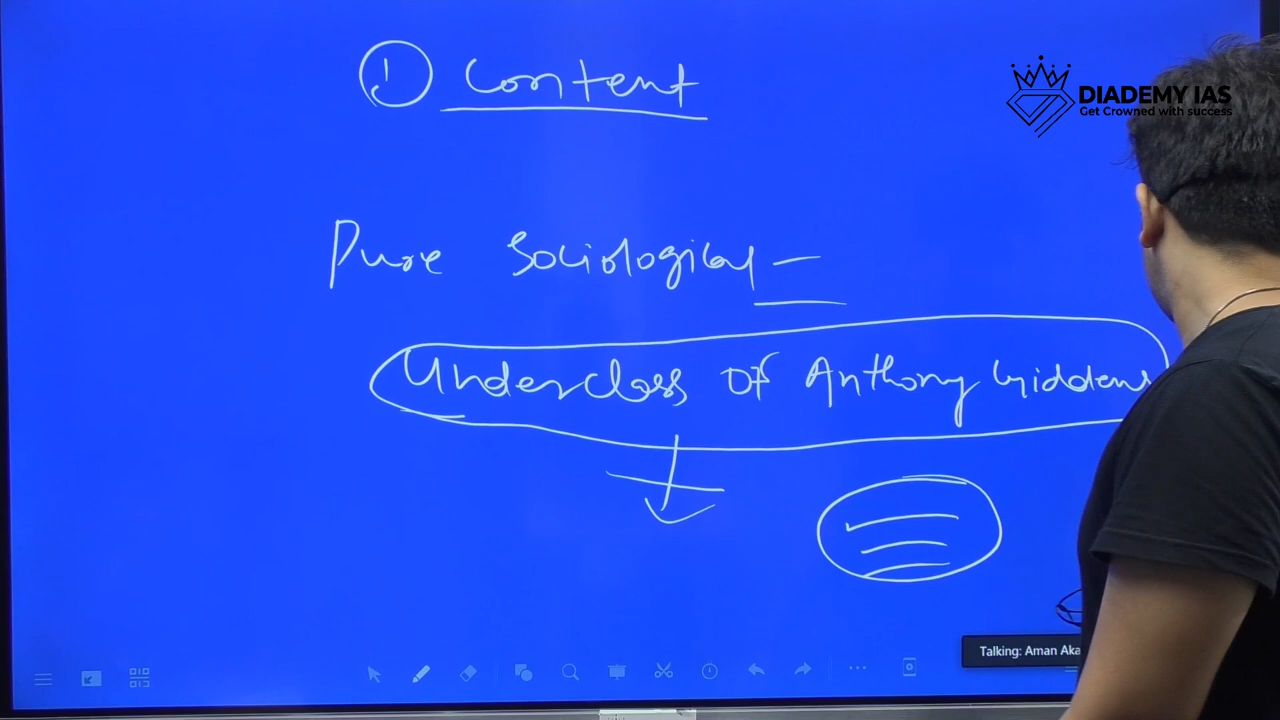 ① Content
DIADEMY IAS
Get Crowned with success
Pure Sociological —
Underclass of Anthony Giddens
Talking: Aman Aka